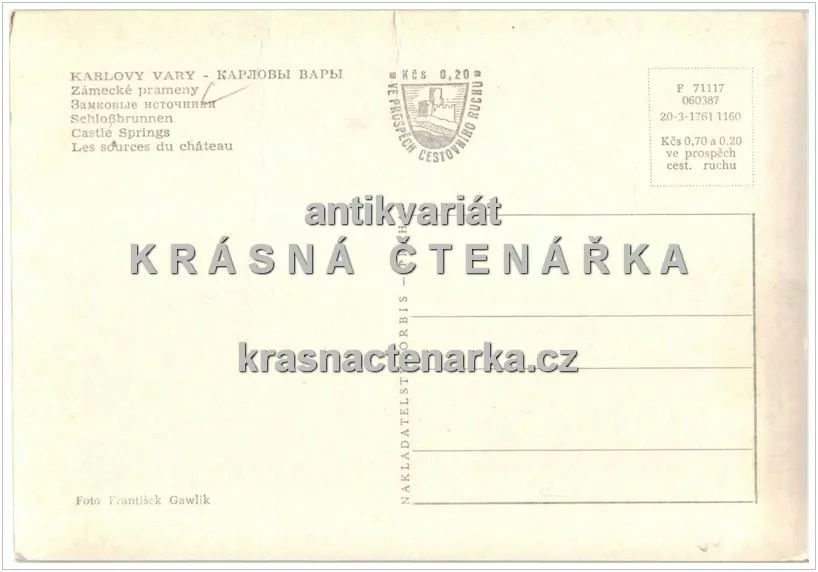 KARLOVY VARY - КАРЛОВЫ ВАРЫ
Zámecké prameny
Замковые источники
Schloßbrunnen
Castle Springs
Les sources du château
Kčs 0,20
VE PROSPĚCH CESTOVNÍHO RUCHU
F 71117
060387
20-3-1761 1160
Kčs 0,70 a 0.20
ve prospěch
cest. ruchu
antikvariát
KRÁSNÁ ČTENÁŘKA
krasnactenarka.cz
NAKLADATELSTVÍ ORBIS -
Foto František Gawlik